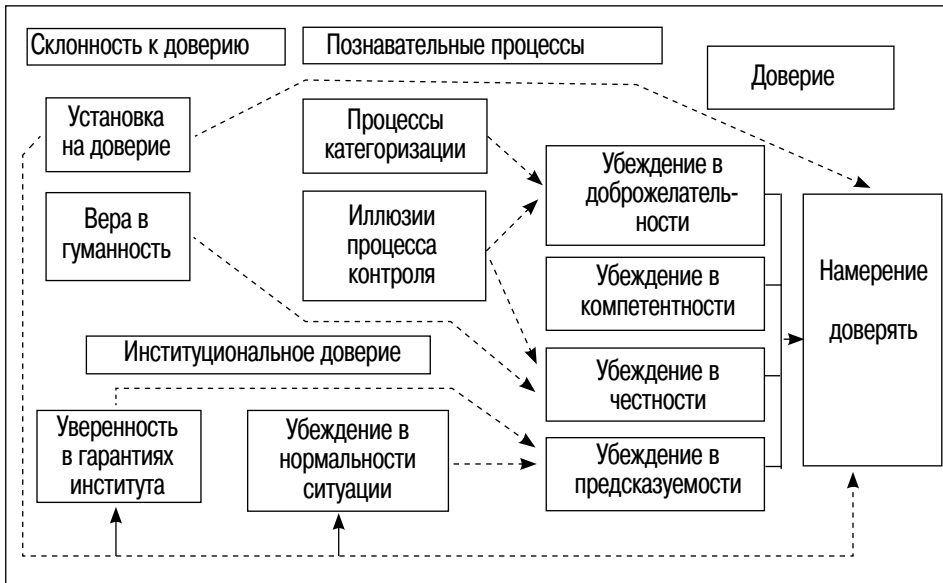 Склонность к доверию
Познавательные процессы
Доверие
Установка
на доверие
Процессы
категоризации
Убеждение в
доброжелатель-
ности
Вера в
гуманность
Иллюзии
процесса
контроля
Убеждение в
компетентности
Намерение
доверять
Институциональное доверие
Убеждение в
честности
Уверенность
в гарантиях
института
Убеждение в
нормальности
ситуации
Убеждение в
предсказуемости